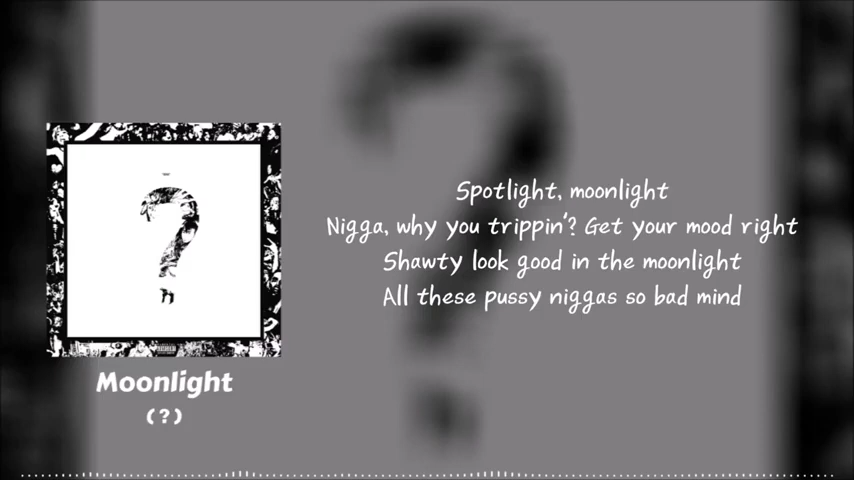 Spotlight, moonlight
Nigga, why you trippin'? Get your mood right
Shawty look good in the moonlight
All these pussy niggas so bad mind
Moonlight
(?)